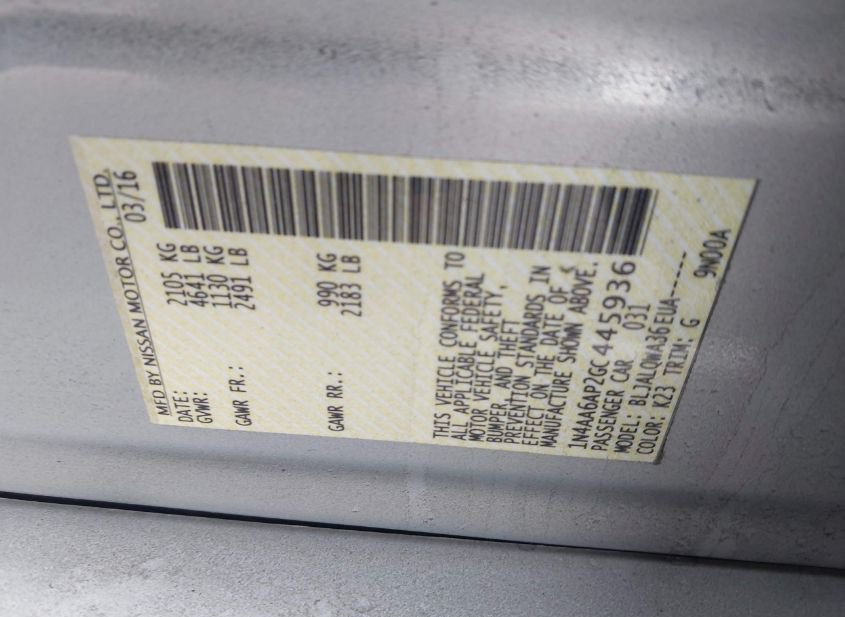 MFD BY NISSAN MOTOR CO., LTD.
DATE: 03/16
GVWR: 2105 KG
4641 LB
GAWR FR.: 1130 KG
2491 LB
GAWR RR.: 990 KG
2183 LB
THIS VEHICLE CONFORMS TO
ALL APPLICABLE FEDERAL
MOTOR VEHICLE SAFETY,
BUMPER, AND THEFT
PREVENTION STANDARDS IN
EFFECT ON THE DATE OF
MANUFACTURE SHOWN ABOVE.
1N4AA6AP2GC445936
PASSENGER CAR 031
MODEL: BLJALOWA36EUA------
COLOR: K23 TRIM: G 9N00A